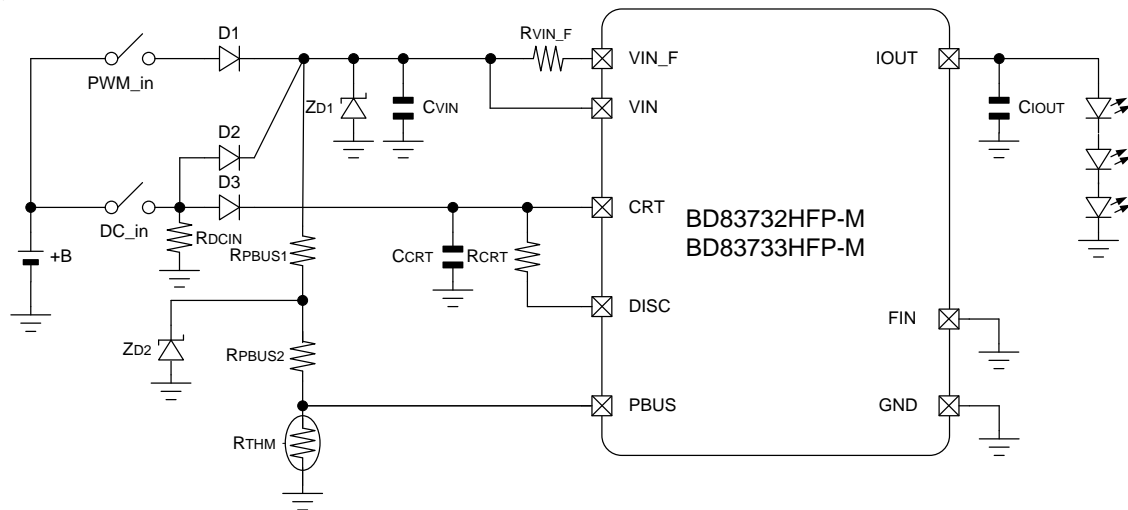 D1
RVIN_F
VIN_F
IOUT
PWM_in
ZD1
CVIN
VIN
CIOUT
D2
D3
CRT
BD83732HFP-M
BD83733HFP-M
DC_in
RDCIN
RPBUS1
CCRT
RCRT
+B
DISC
FIN
ZD2
RPBUS2
PBUS
GND
RTHM